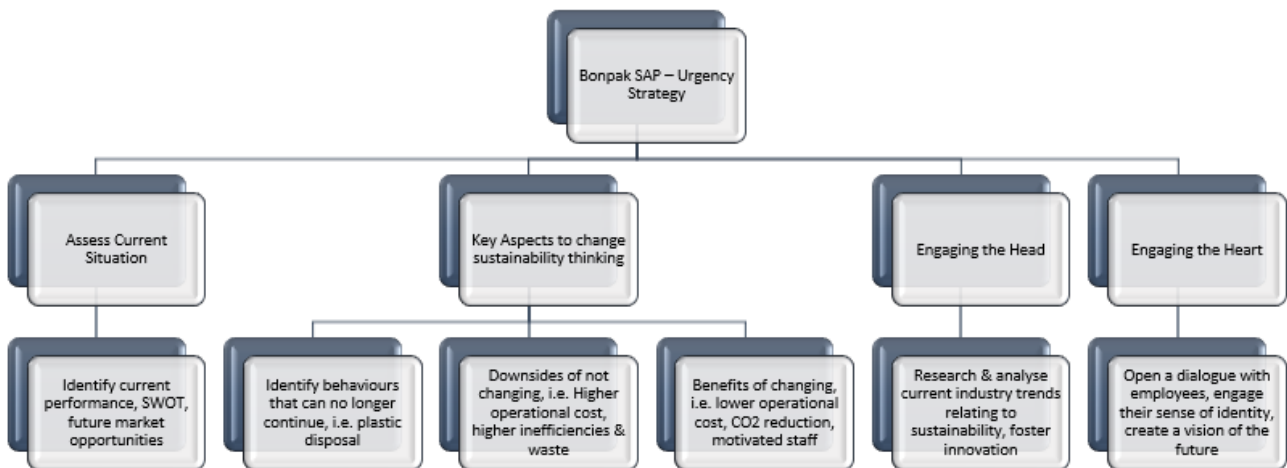 Bonpak SAP – Urgency
Strategy
Assess Current
Situation
Key Aspects to change
sustainability thinking
Engaging the Head
Engaging the Heart
Identify current
performance, SWOT,
future market
opportunities
Identify behaviours
that can no longer
continue, i.e. plastic
disposal
Downsides of not
changing, i.e. Higher
operational cost,
higher inefficiencies &
waste
Benefits of changing,
i.e. lower operational
cost, CO2 reduction,
motivated staff
Research & analyse
current industry trends
relating to
sustainability, foster
innovation
Open a dialogue with
employees, engage
their sense of identity,
create a vision of the
future